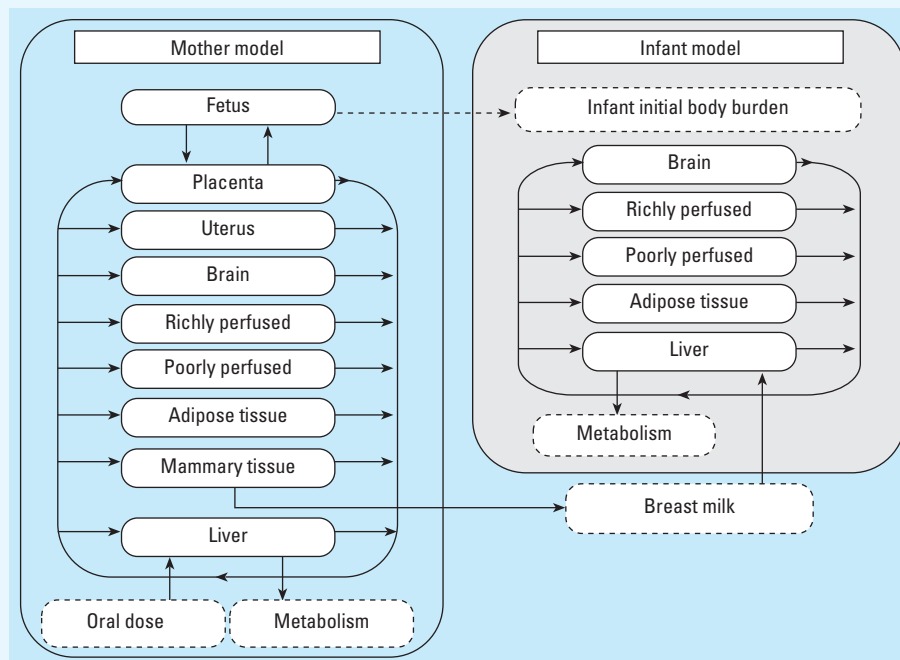 Mother model
Fetus
Placenta
Uterus
Brain
Richly perfused
Poorly perfused
Adipose tissue
Mammary tissue
Liver
Oral dose
Metabolism
Infant model
Infant initial body burden
Brain
Richly perfused
Poorly perfused
Adipose tissue
Liver
Metabolism
Breast milk